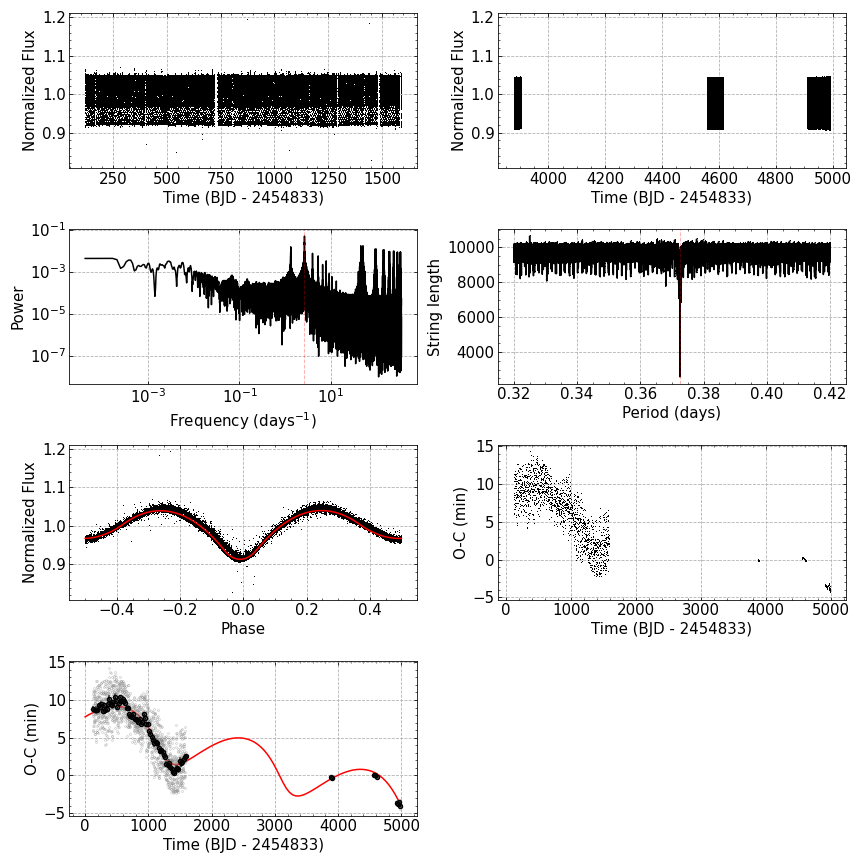 1.2
1.1
1.0
0.9
Normalized Flux
250 500 750 1000 1250 1500
Time (BJD - 2454833)
1.2
1.1
1.0
0.9
Normalized Flux
4000 4200 4400 4600 4800 5000
Time (BJD - 2454833)
10⁻¹
10⁻³
10⁻⁵
10⁻⁷
Power
10⁻³ 10⁻¹ 10¹
Frequency (days⁻¹)
10000
8000
6000
4000
String length
0.32 0.34 0.36 0.38 0.40 0.42
Period (days)
1.2
1.1
1.0
0.9
Normalized Flux
−0.4 −0.2 0.0 0.2 0.4
Phase
15
10
5
0
−5
O-C (min)
0 1000 2000 3000 4000 5000
Time (BJD - 2454833)
15
10
5
0
−5
O-C (min)
0 1000 2000 3000 4000 5000
Time (BJD - 2454833)